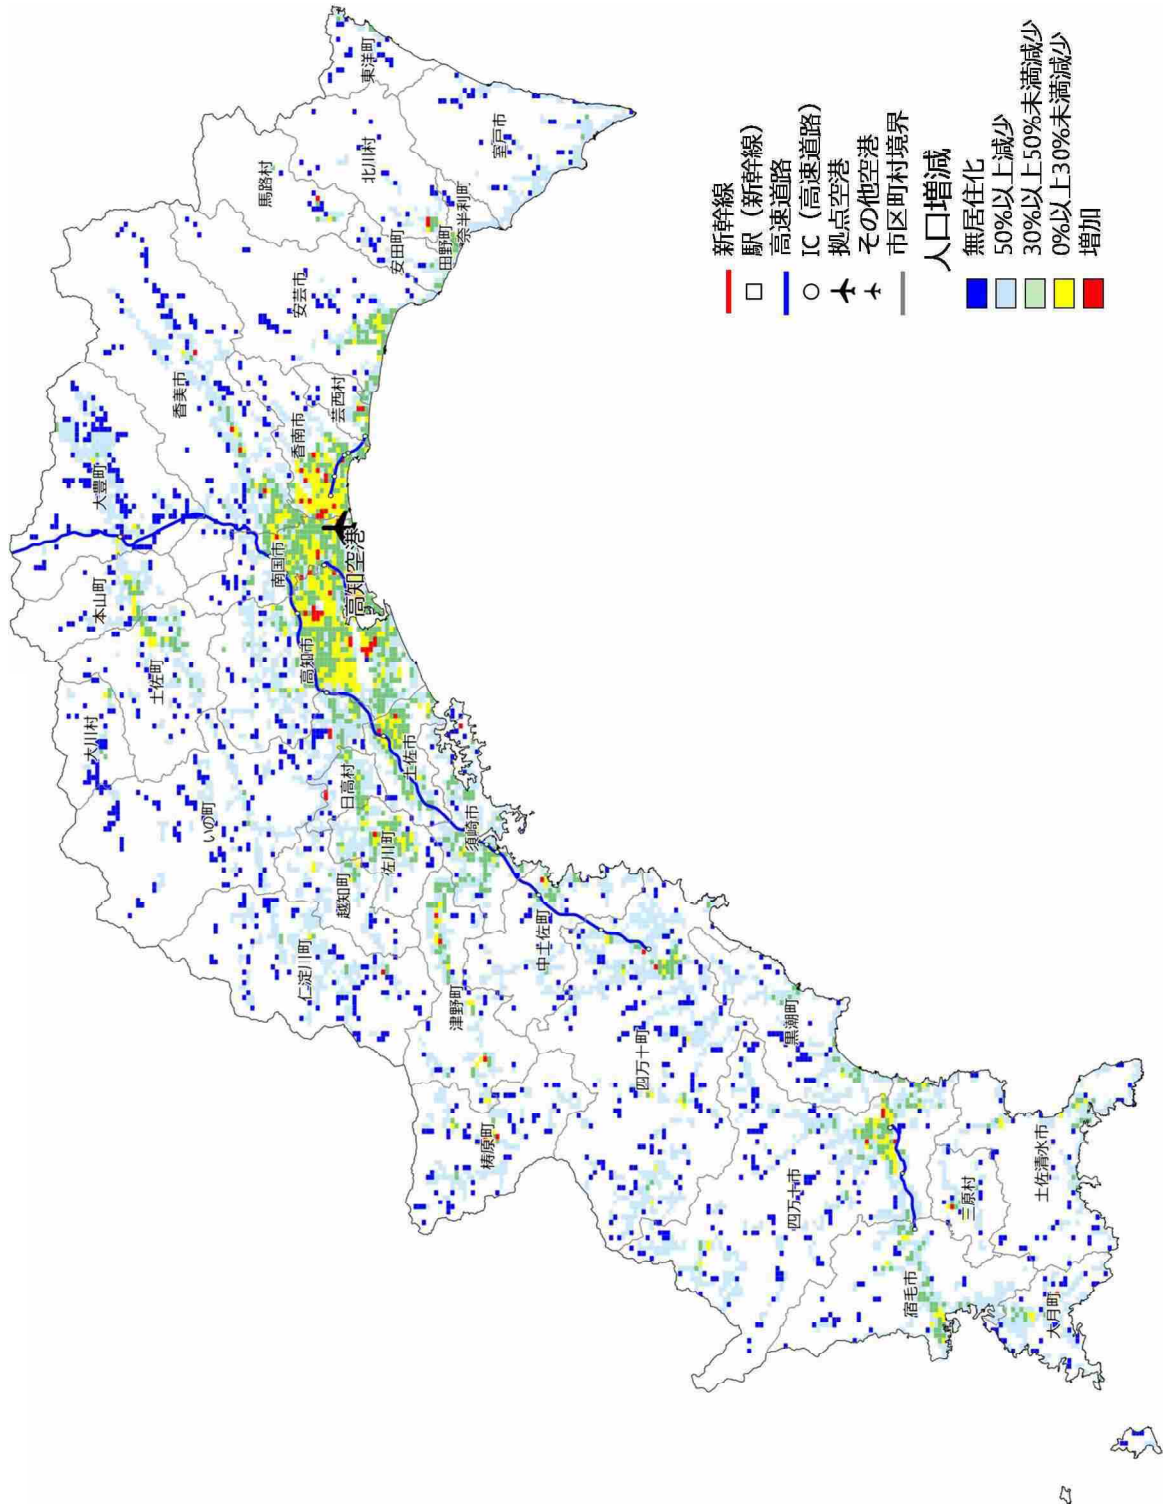 東洋町
室戸市
北川村
馬路村
奈半利町
田野町
安田町
安芸市
芸西村
香南市
香美市
大豊町
南国市
高知空港
本山町
高知市
土佐町
大川村
土佐市
日高村
いの町
須崎市
佐川町
越知町
中土佐町
仁淀川町
津野町
四万十町
黒潮町
梼原町
四万十市
土佐清水市
三原村
宿毛市
大月町
新幹線
駅（新幹線）
高速道路
IC（高速道路）
拠点空港
その他空港
市区町村境界
人口増減
無居住化
50%以上減少
30%以上50%未満減少
0%以上30%未満減少
増加